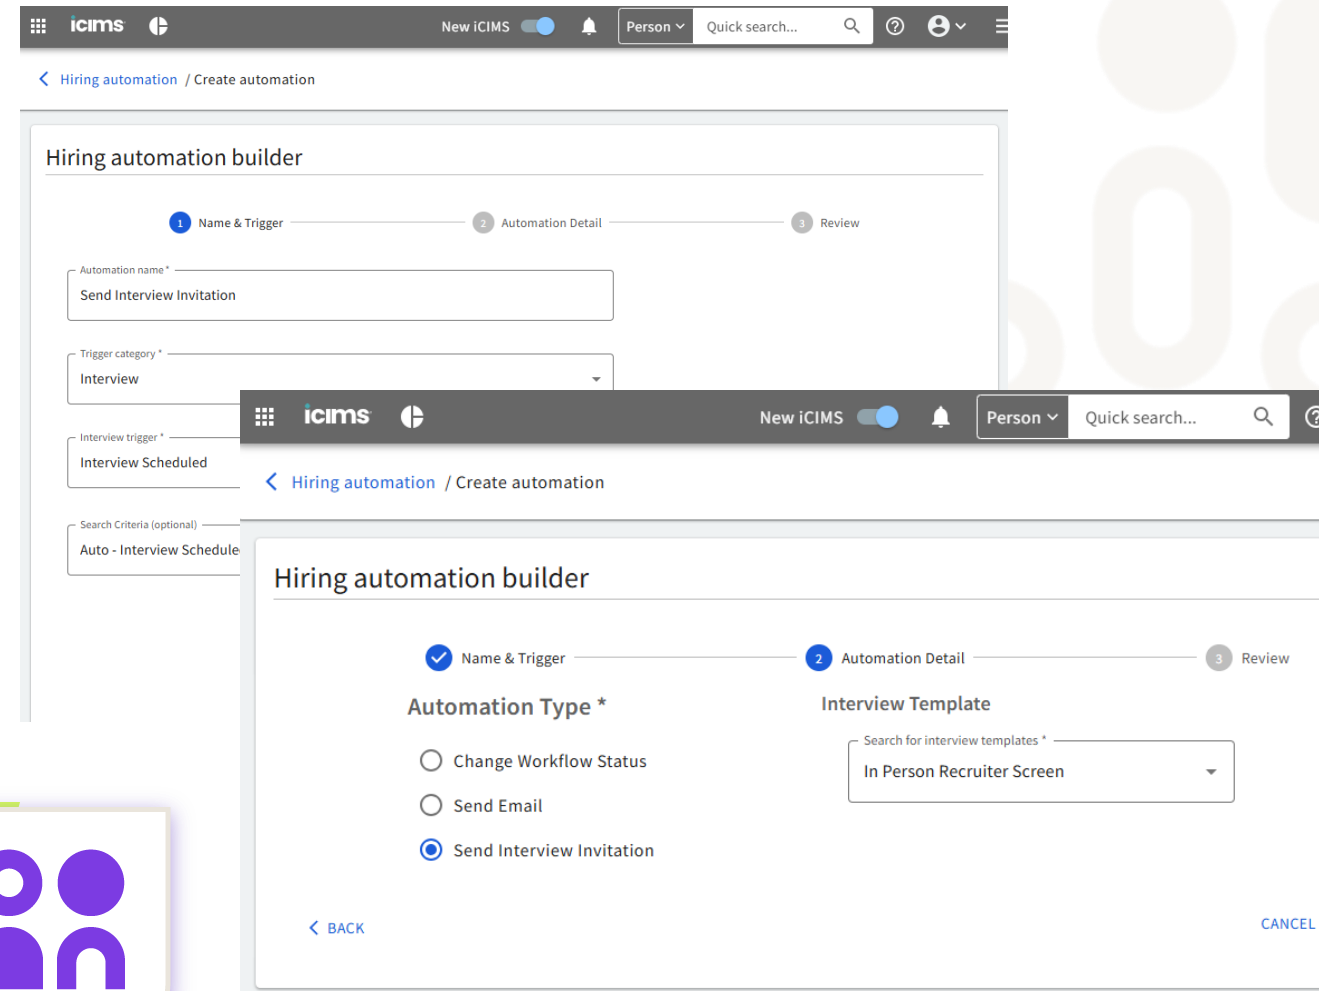 icims
New iCIMS
Person
Quick search...
Hiring automation / Create automation
Hiring automation builder
1 Name & Trigger
2 Automation Detail
3 Review
Automation name *
Send Interview Invitation
Trigger category *
Interview
Interview trigger *
Interview Scheduled
Search Criteria (optional)
Auto - Interview Schedule
icims
New iCIMS
Person
Quick search...
Hiring automation / Create automation
Hiring automation builder
Name & Trigger
2 Automation Detail
3 Review
Automation Type *
Change Workflow Status
Send Email
Send Interview Invitation
Interview Template
Search for interview templates *
In Person Recruiter Screen
BACK
CANCEL